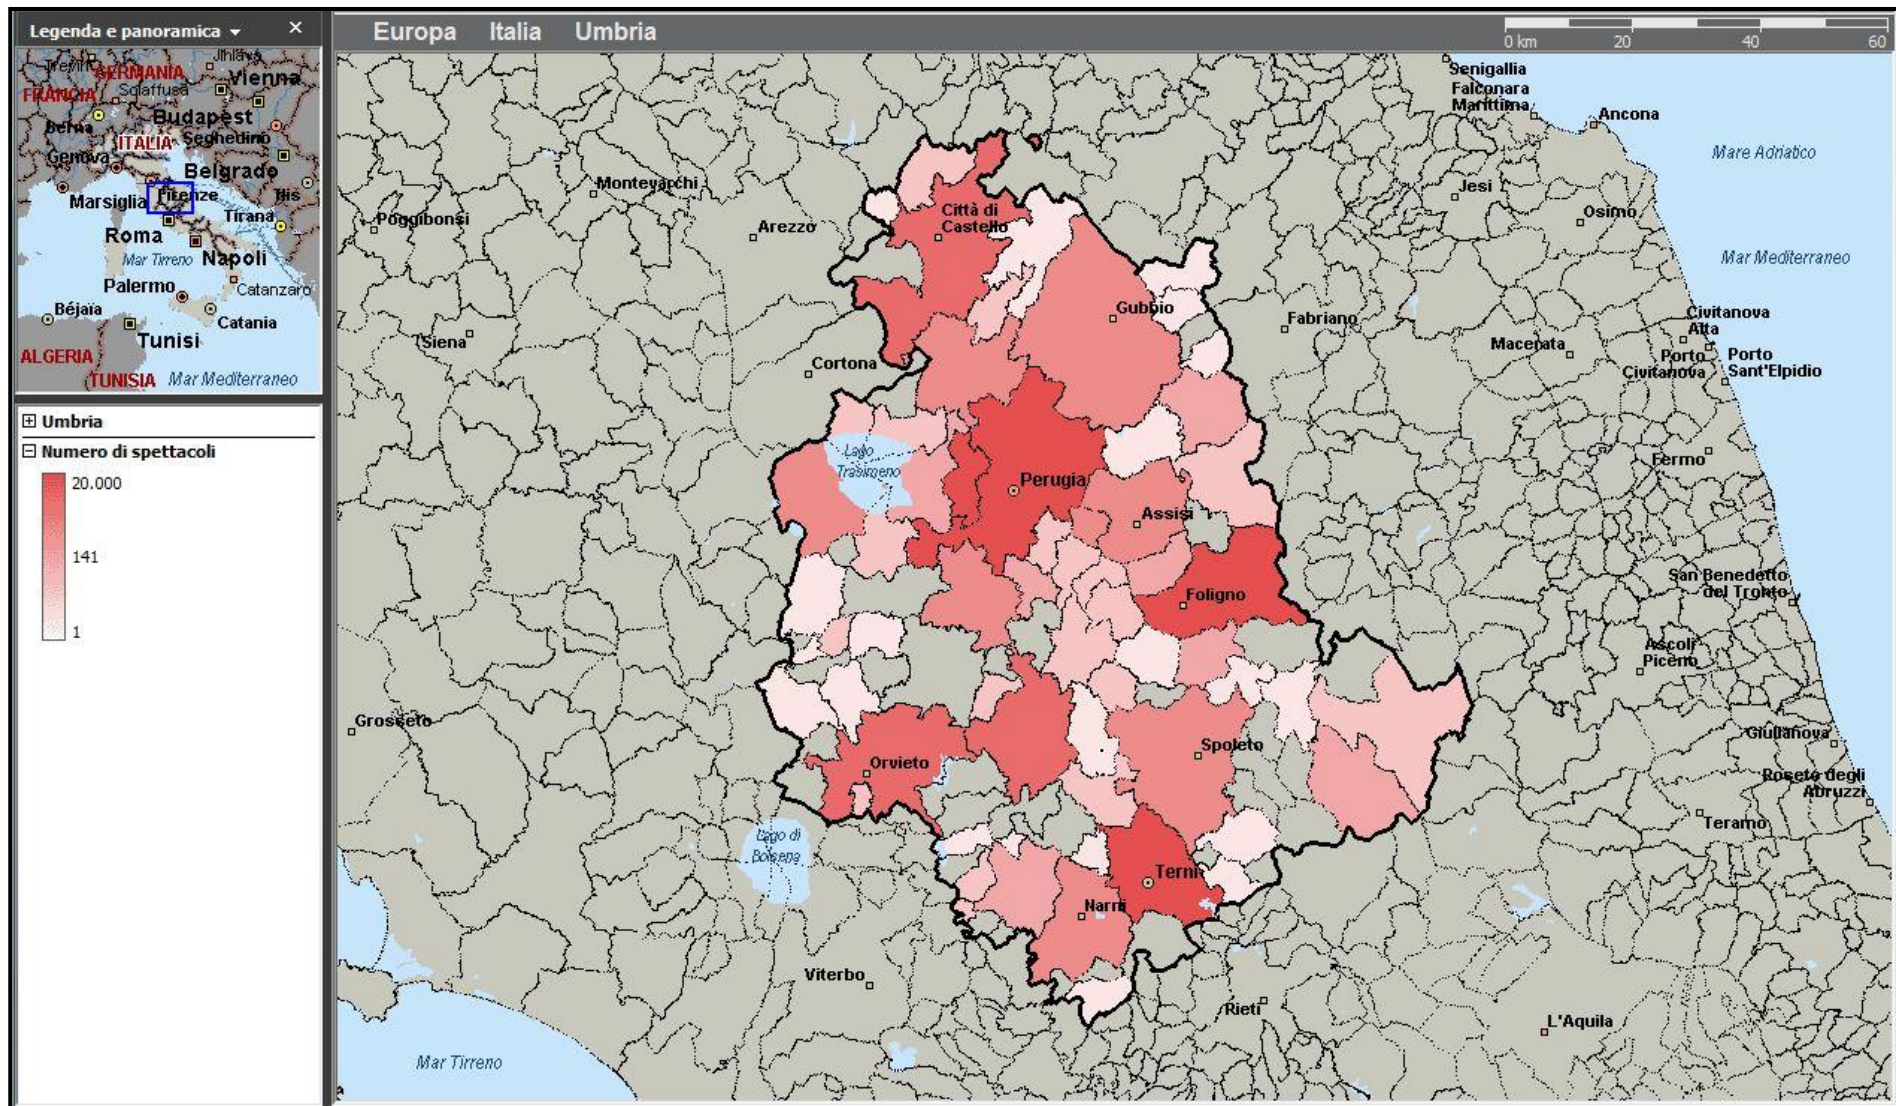 Legenda e panoramica
Europa Italia Umbria
0 km 20 40 60
Jihlava
GERMANIA
Vienna
FRANCIA
Solaffusa
Budapest
Berna
ITALIA
Seghedino
Genova
Belgrado
Marsiglia
Firenze
Nis
Tirana
Roma
Mar Tirreno
Napoli
Palermo
Catanzaro
Béjaïa
Catania
Tunisi
ALGERIA
TUNISIA
Mar Mediterraneo
Umbria
Numero di spettacoli
20.000
141
1
Senigallia
Falconara
Marittima
Ancona
Mare Adriatico
Montevarchi
Jesi
Poggibonsi
Arezzo
Città di
Castello
Osimo
Mar Mediterraneo
Gubbio
Fabriano
Civitanova
Alta
Siena
Macerata
Cortona
Porto
Civitanova
Porto
Sant'Elpidio
Lago
Trasimeno
Fermo
Perugia
Assisi
San Benedetto
del Tronto
Foligno
Ascoli
Piceno
Grosseto
Giulianova
Spoleto
Orvieto
Roseto degli
Abruzzi
Lago di
Bolsena
Teramo
Terni
Narni
Viterbo
Rieti
L'Aquila
Mar Tirreno